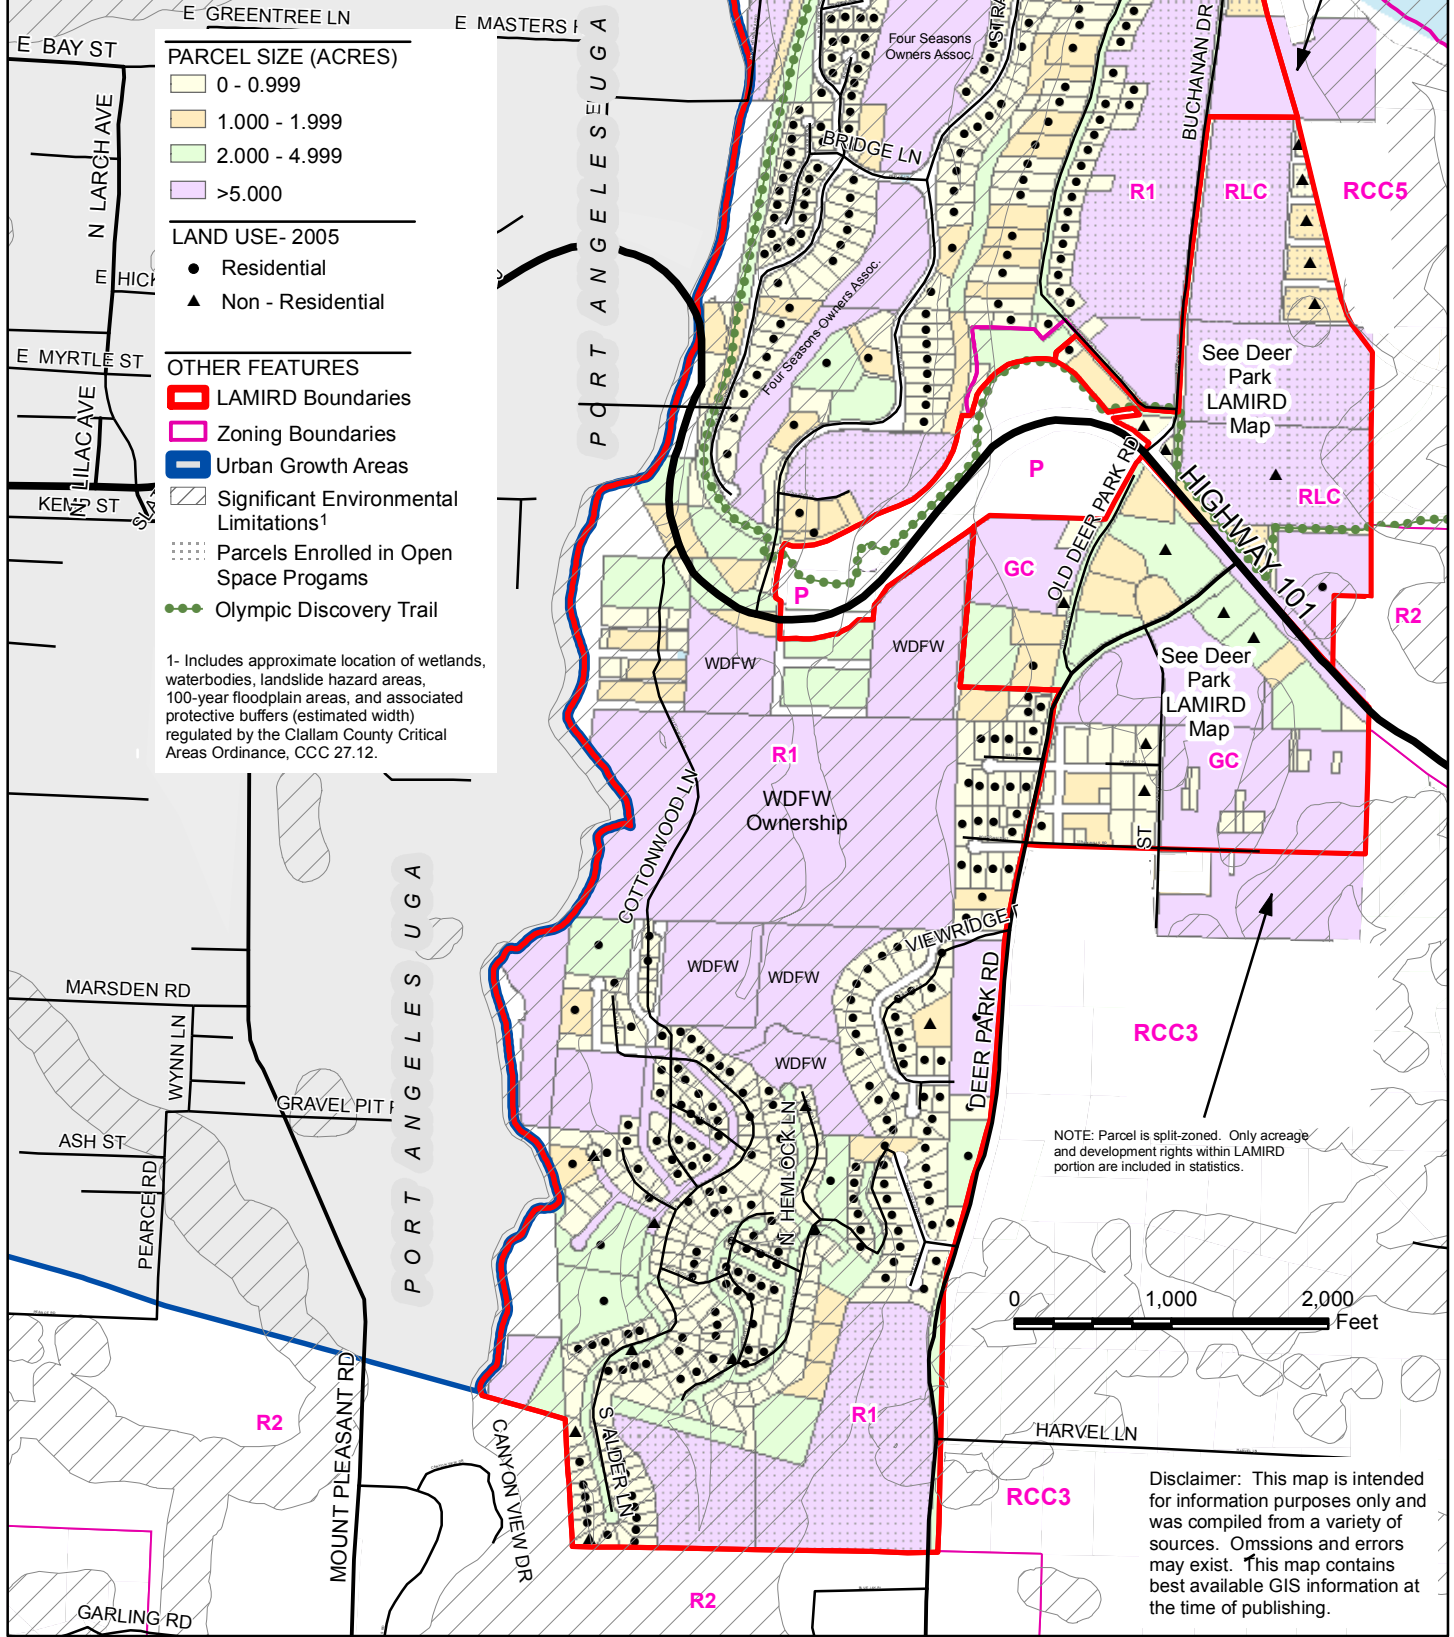 E GREENTREE LN
E MASTERS
E BAY ST
N LARCH AVE
E HICK
E MYRTLE ST
N LILAC AVE
KEMP ST
PARCEL SIZE (ACRES)
0 - 0.999
1.000 - 1.999
2.000 - 4.999
>5.000
LAND USE- 2005
Residential
Non - Residential
OTHER FEATURES
LAMIRD Boundaries
Zoning Boundaries
Urban Growth Areas
Significant Environmental
Limitations1
Parcels Enrolled in Open
Space Progams
Olympic Discovery Trail
1- Includes approximate location of wetlands,
waterbodies, landslide hazard areas,
100-year floodplain areas, and associated
protective buffers (estimated width)
regulated by the Clallam County Critical
Areas Ordinance, CCC 27.12.
PORT ANGELES UGA
Four Seasons
Owners Assoc.
STRA
BUCHANAN DR
BRIDGE LN
R1
RLC
RCC5
Four Seasons Owners Assoc.
See Deer
Park
LAMIRD
Map
RLC
P
OLD DEER PARK RD
HIGHWAY 101
GC
P
R2
WDFW
WDFW
See Deer
Park
LAMIRD
Map
GC
R1
WDFW
Ownership
COTTONWOOD LN
ST
PORT ANGELES UGA
VIEWRIDGE
WDFW
WDFW
DEER PARK RD
MARSDEN RD
WYNN LN
RCC3
WDFW
GRAVEL PIT
N HEMLOCK LN
ASH ST
PEARCE RD
NOTE: Parcel is split-zoned. Only acreage
and development rights within LAMIRD
portion are included in statistics.
0 1,000 2,000
Feet
MOUNT PLEASANT RD
R2
CANYON VIEW DR
S ALDER LN
R1
HARVEL LN
RCC3
Disclaimer: This map is intended
for information purposes only and
was compiled from a variety of
sources. Omssions and errors
may exist. This map contains
best available GIS information at
the time of publishing.
R2
GARLING RD